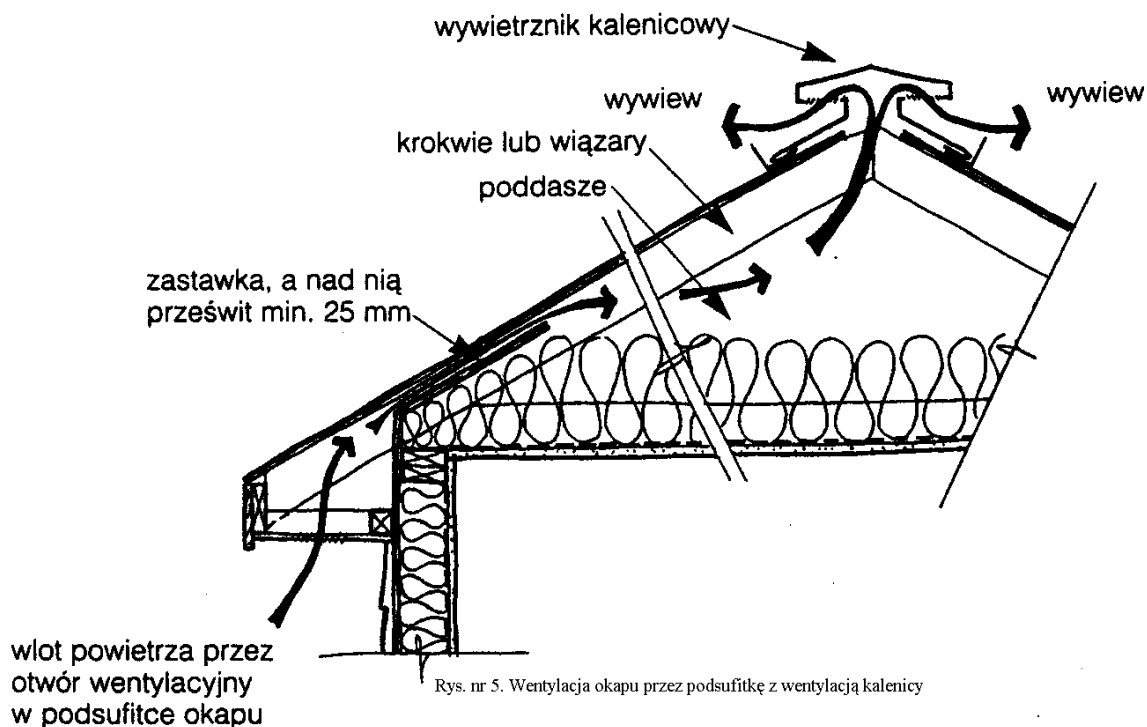 wywietrznik kalenicowy
wywiew
wywiew
krokwie lub wiązary
poddasze
zastawka, a nad nią
prześwit min. 25 mm
wlot powietrza przez
otwór wentylacyjny
w podsufitce okapu
Rys. nr 5. Wentylacja okapu przez podsufitkę z wentylacją kalenicy